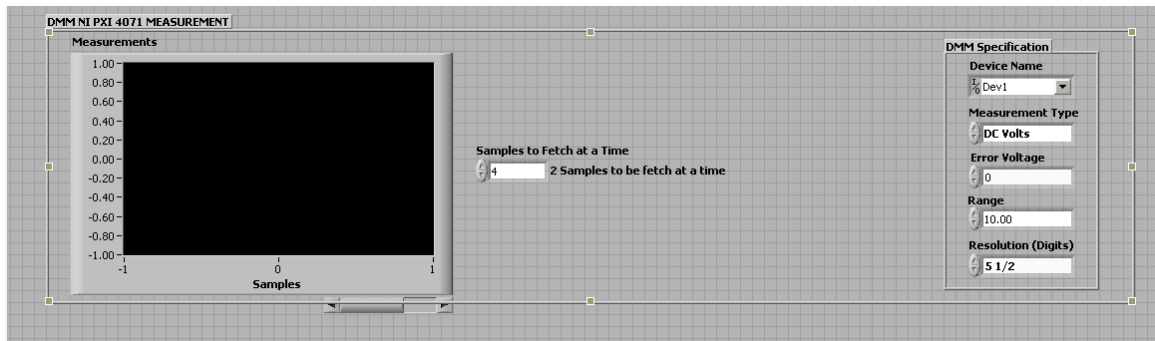 DMM NI PXI 4071 MEASUREMENT
Measurements
1.00
0.80
0.60
0.40
0.20
0.00
-0.20
-0.40
-0.60
-0.80
-1.00
-1 0 1
Samples
Samples to Fetch at a Time
4 2 Samples to be fetch at a time
DMM Specification
Device Name
I/O Dev1
Measurement Type
DC Volts
Error Voltage
0
Range
10.00
Resolution (Digits)
5 1/2